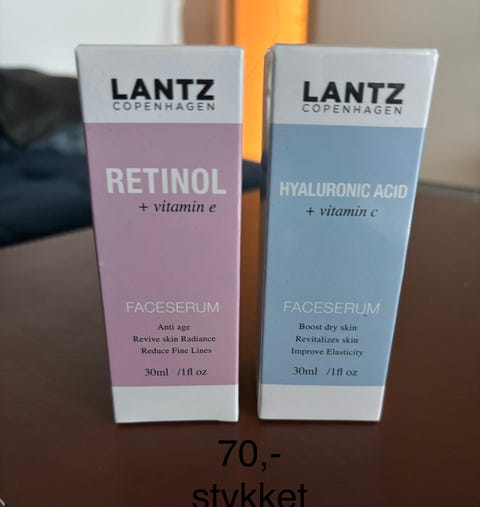 LANTZ
COPENHAGEN
RETINOL
+ vitamin e
FACESERUM
Anti age
Revive skin Radiance
Reduce Fine Lines
30ml /1fl oz
LANTZ
COPENHAGEN
HYALURONIC ACID
+ vitamin c
FACESERUM
Boost dry skin
Revitalizes skin
Improve Elasticity
30ml /1fl oz
70,-
stykket